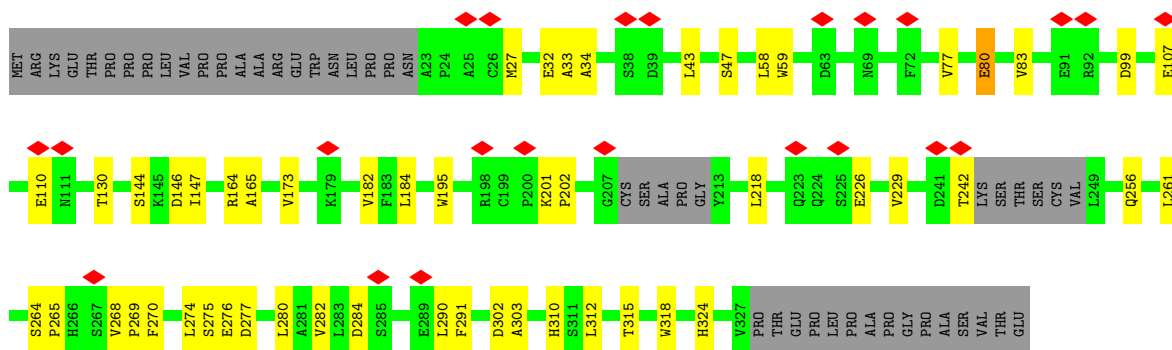 MET ARG LYS GLU THR PRO PRO PRO LEU VAL PRO PRO ALA ALA ARG GLU TRP ASN LEU PRO PRO ASN A23 P24 A25 C26 M27 E32 A33 A34 S38 D39 L43 S47 L58 W59 D63 N69 F72 V77 E80 V83 E91 R92 D99 E107
E110 N111 T130 S144 K145 D146 I147 R164 A165 V173 K179 V182 F183 L184 W195 R198 C199 P200 K201 P202 G207 CYS SER ALA PRO GLY Y213 L218 Q223 Q224 S225 E226 V229 D241 T242 LYS SER THR SER CYS VAL L249 Q256 L261
S264 P265 H266 S267 V268 P269 F270 L274 S275 E276 D277 L280 A281 V282 L283 D284 S285 E289 L290 F291 D302 A303 H310 S311 L312 T315 W318 H324 V327 PRO THR GLU PRO LEU PRO ALA PRO GLY PRO ALA SER VAL THR GLU